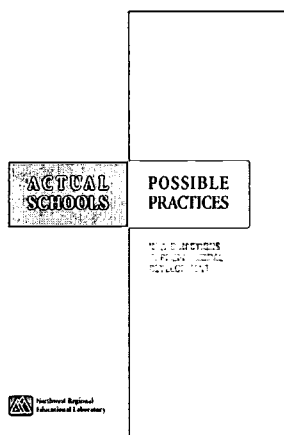 ACTUAL
SCHOOLS
POSSIBLE
PRACTICES
Northwest Regional
Educational Laboratory